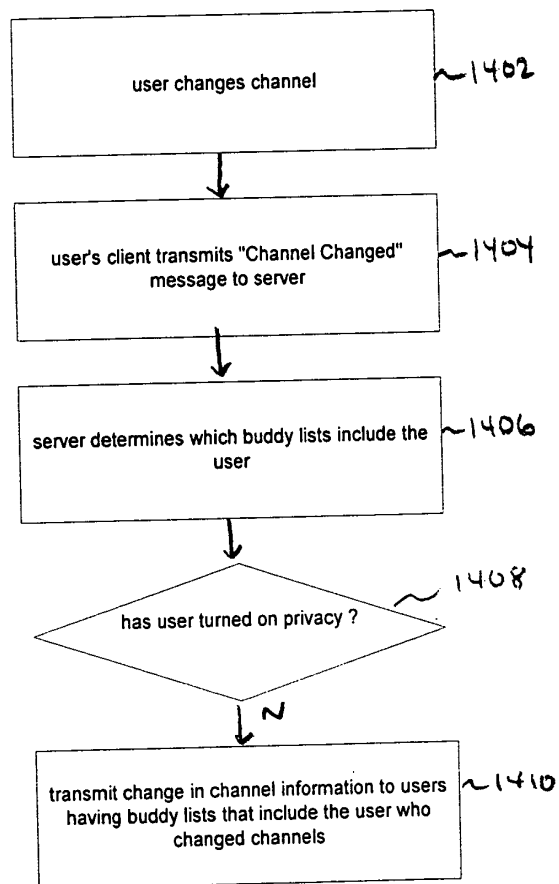 user changes channel
~1402
user's client transmits "Channel Changed"
message to server
~1404
server determines which buddy lists include the
user
~1406
has user turned on privacy ?
1408
N
transmit change in channel information to users
having buddy lists that include the user who
changed channels
~1410